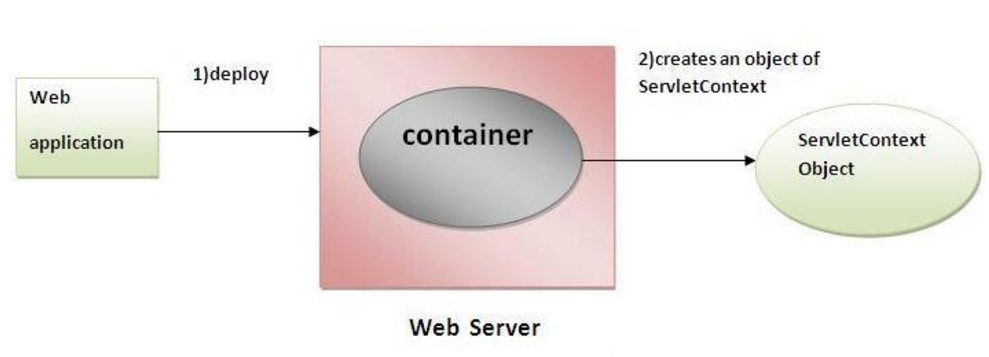 Web
application
1)deploy
container
2)creates an object of
ServletContext
ServletContext
Object
Web Server